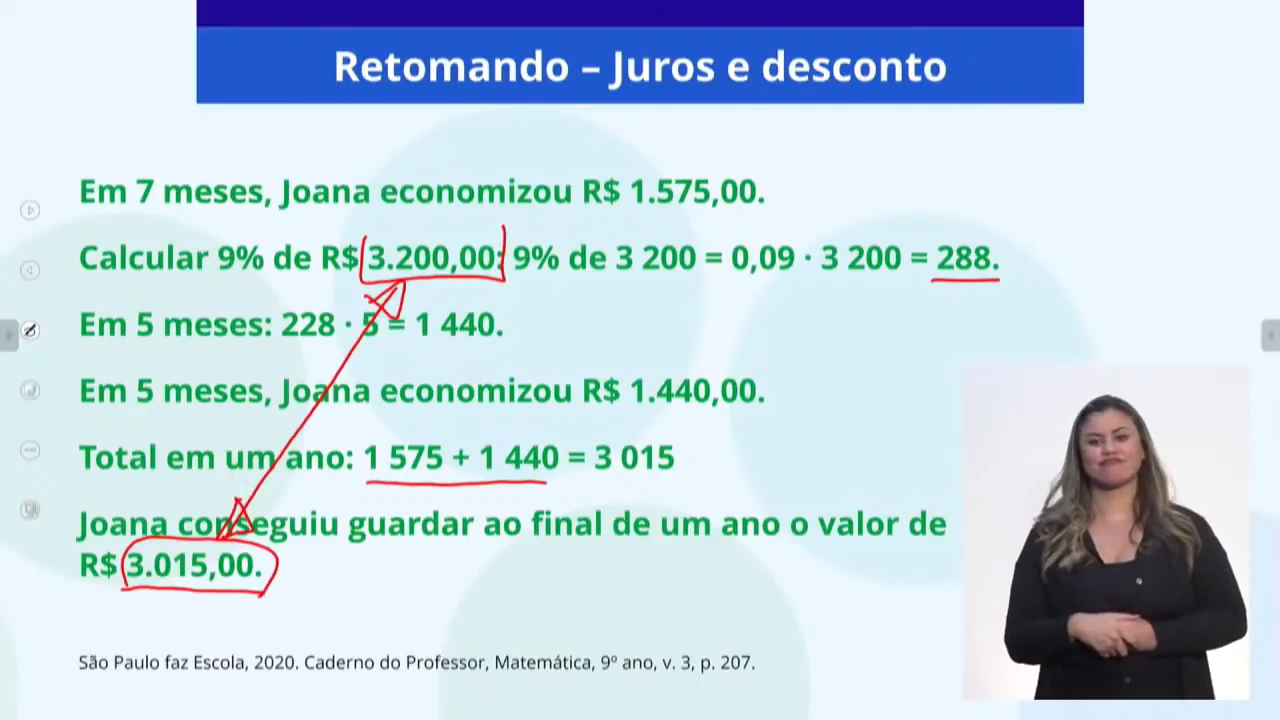 Retomando – Juros e desconto
Em 7 meses, Joana economizou R$ 1.575,00.
Calcular 9% de R$ 3.200,00: 9% de 3 200 = 0,09 · 3 200 = 288.
Em 5 meses: 228 · 5 = 1 440.
Em 5 meses, Joana economizou R$ 1.440,00.
Total em um ano: 1 575 + 1 440 = 3 015
Joana conseguiu guardar ao final de um ano o valor de
R$ 3.015,00.
São Paulo faz Escola, 2020. Caderno do Professor, Matemática, 9º ano, v. 3, p. 207.